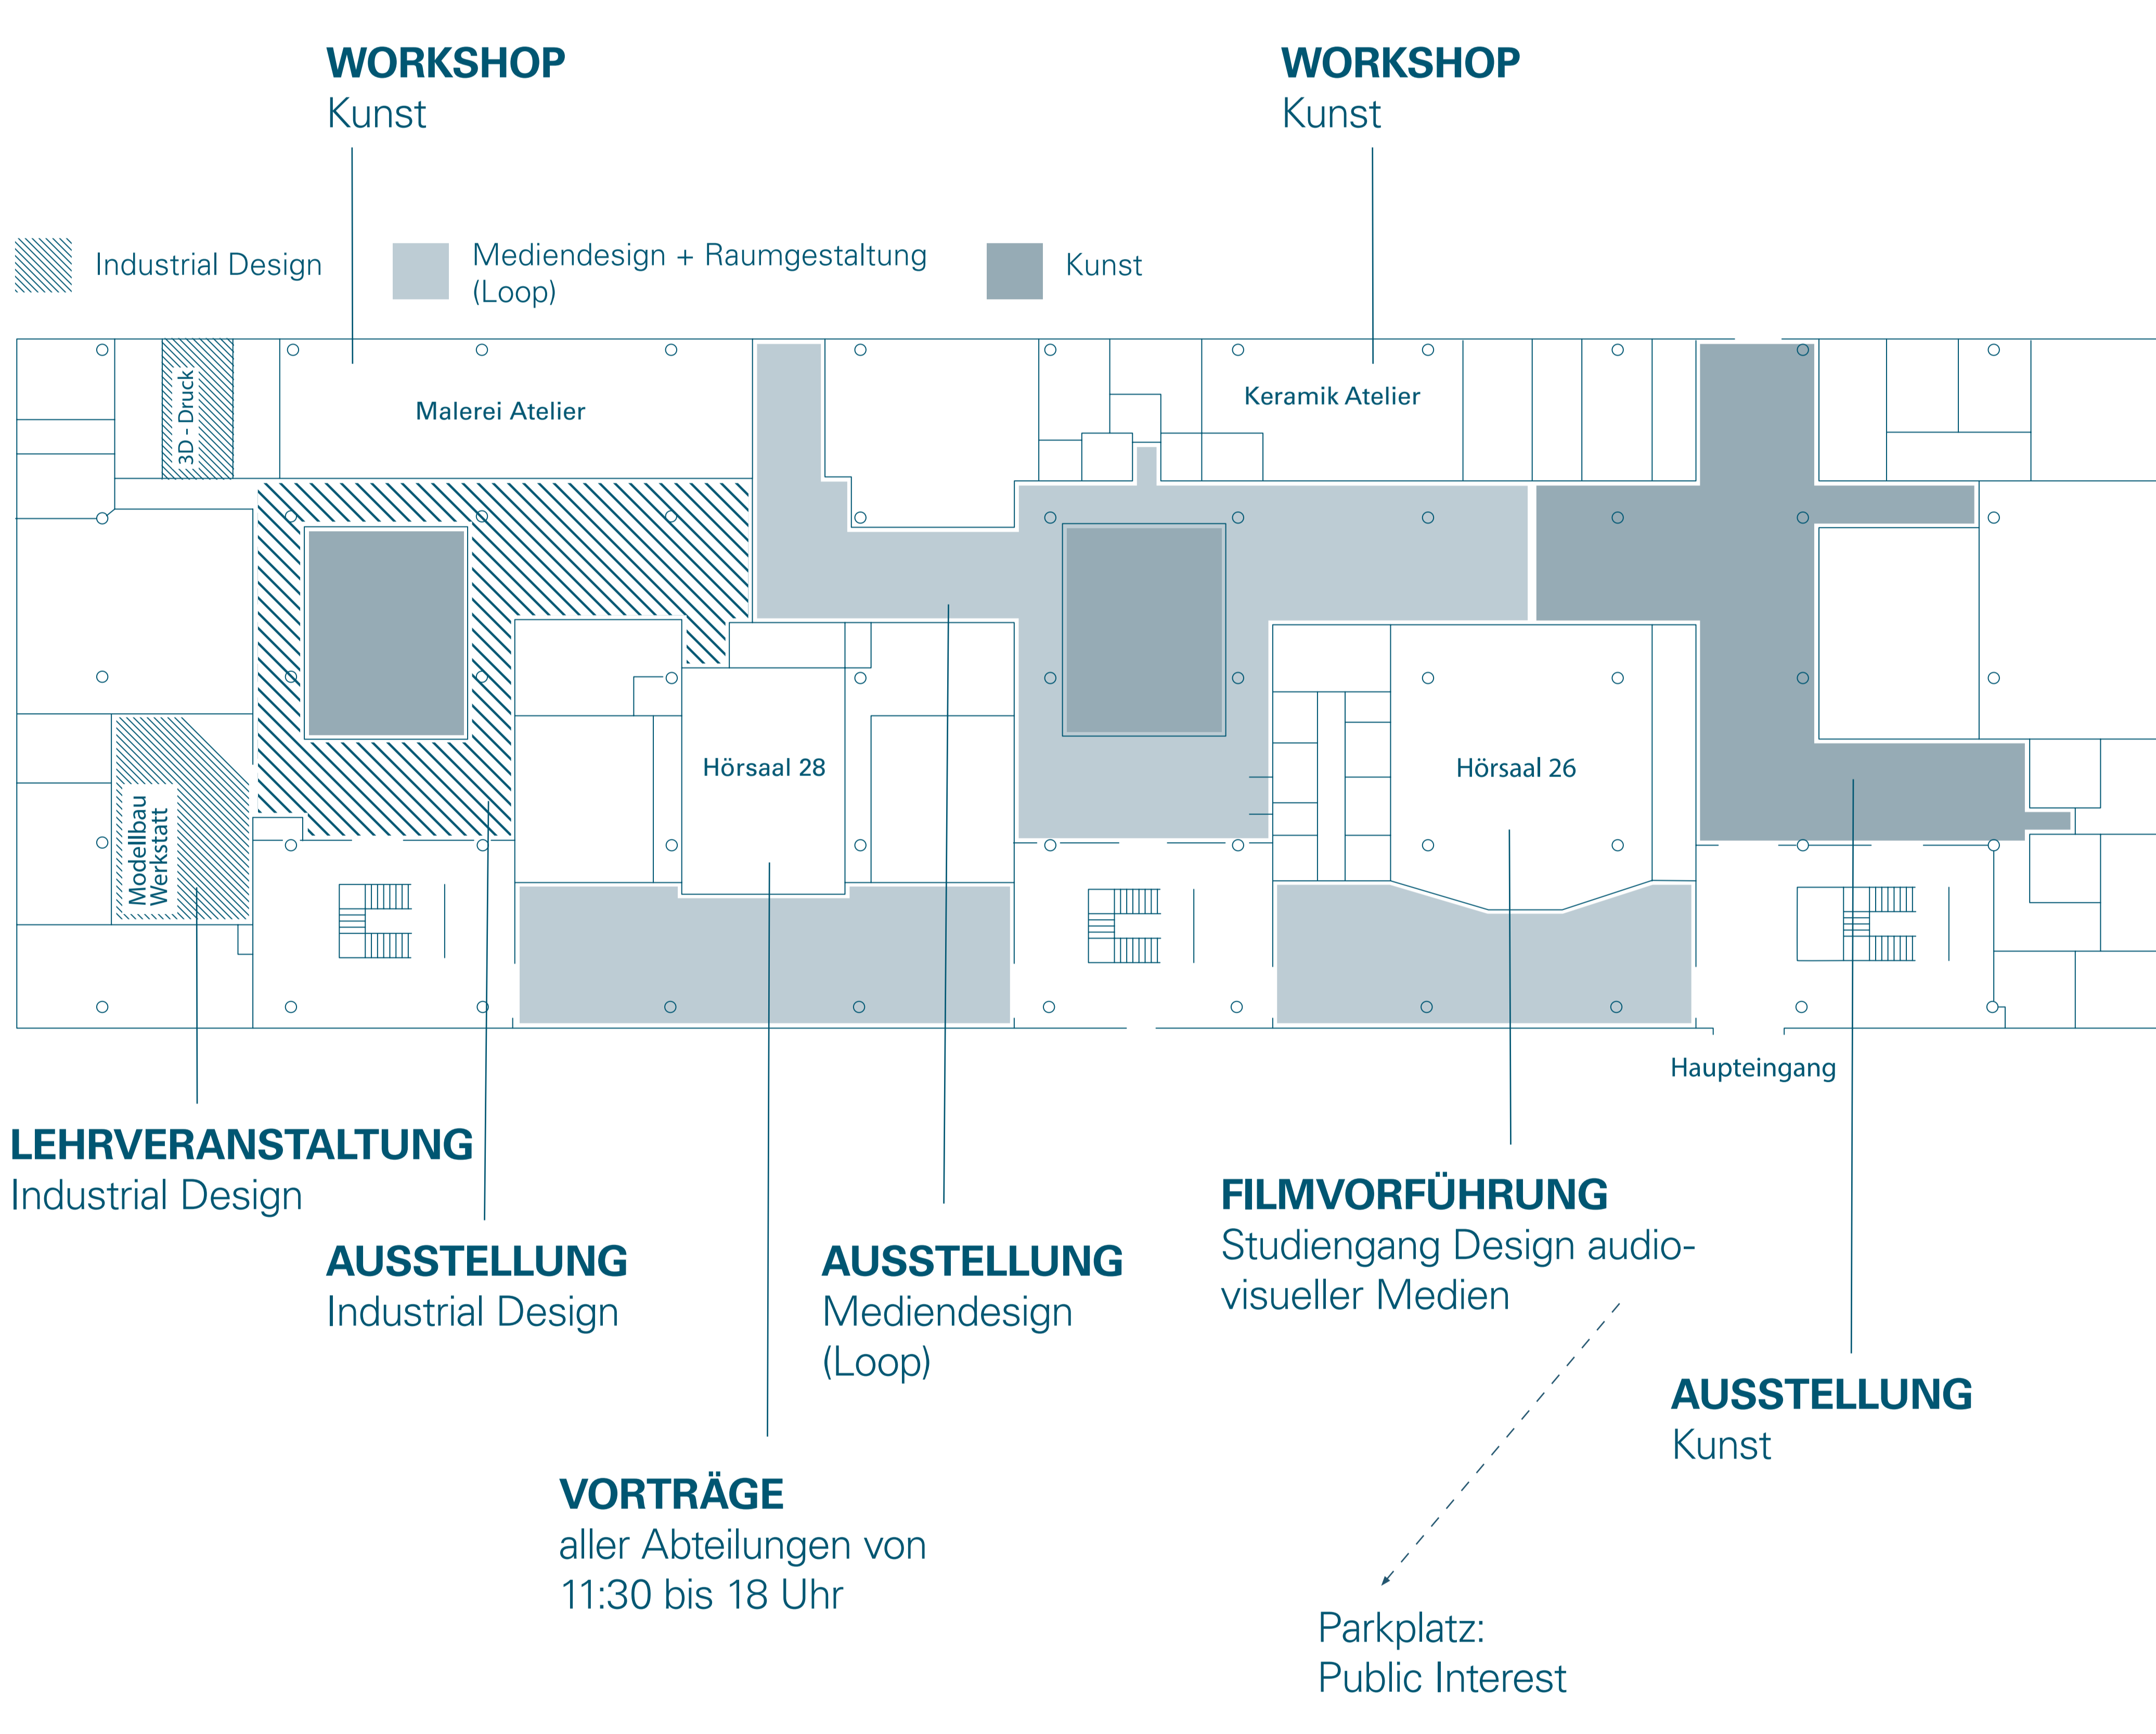 WORKSHOP
Kunst
WORKSHOP
Kunst
Industrial Design
Mediendesign + Raumgestaltung
(Loop)
Kunst
3D - Druck
Malerei Atelier
Keramik Atelier
Hörsaal 28
Hörsaal 26
Modellbau
Werkstatt
Haupteingang
LEHRVERANSTALTUNG
Industrial Design
AUSSTELLUNG
Industrial Design
AUSSTELLUNG
Mediendesign
(Loop)
FILMVORFÜHRUNG
Studiengang Design audio-
visueller Medien
AUSSTELLUNG
Kunst
VORTRÄGE
aller Abteilungen von
11:30 bis 18 Uhr
Parkplatz:
Public Interest